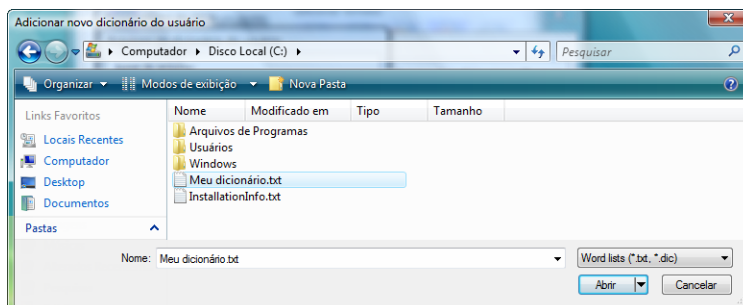 Adicionar novo dicionário do usuário
Computador Disco Local (C:)
Pesquisar
Organizar Modos de exibição Nova Pasta
Links Favoritos
Locais Recentes
Computador
Desktop
Documentos
Pastas
Nome Modificado em Tipo Tamanho
Arquivos de Programas
Usuários
Windows
Meu dicionário.txt
InstallationInfo.txt
Nome: Meu dicionário.txt
Word lists (*.txt, *.dic)
Abrir Cancelar